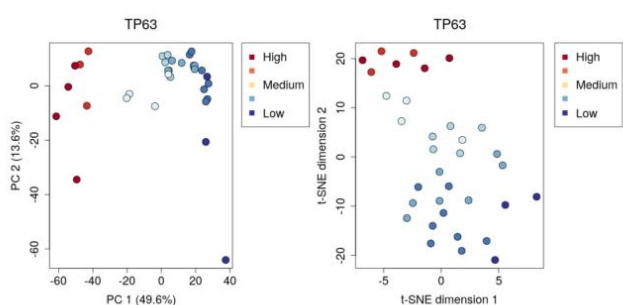 TP63
TP63
0
-20
-40
-60
-60
-40
-20
0
20
40
PC 2 (13.6%)
PC 1 (49.6%)
High
Medium
Low
20
10
0
-10
-20
-5
0
5
t-SNE dimension 2
t-SNE dimension 1
High
Medium
Low